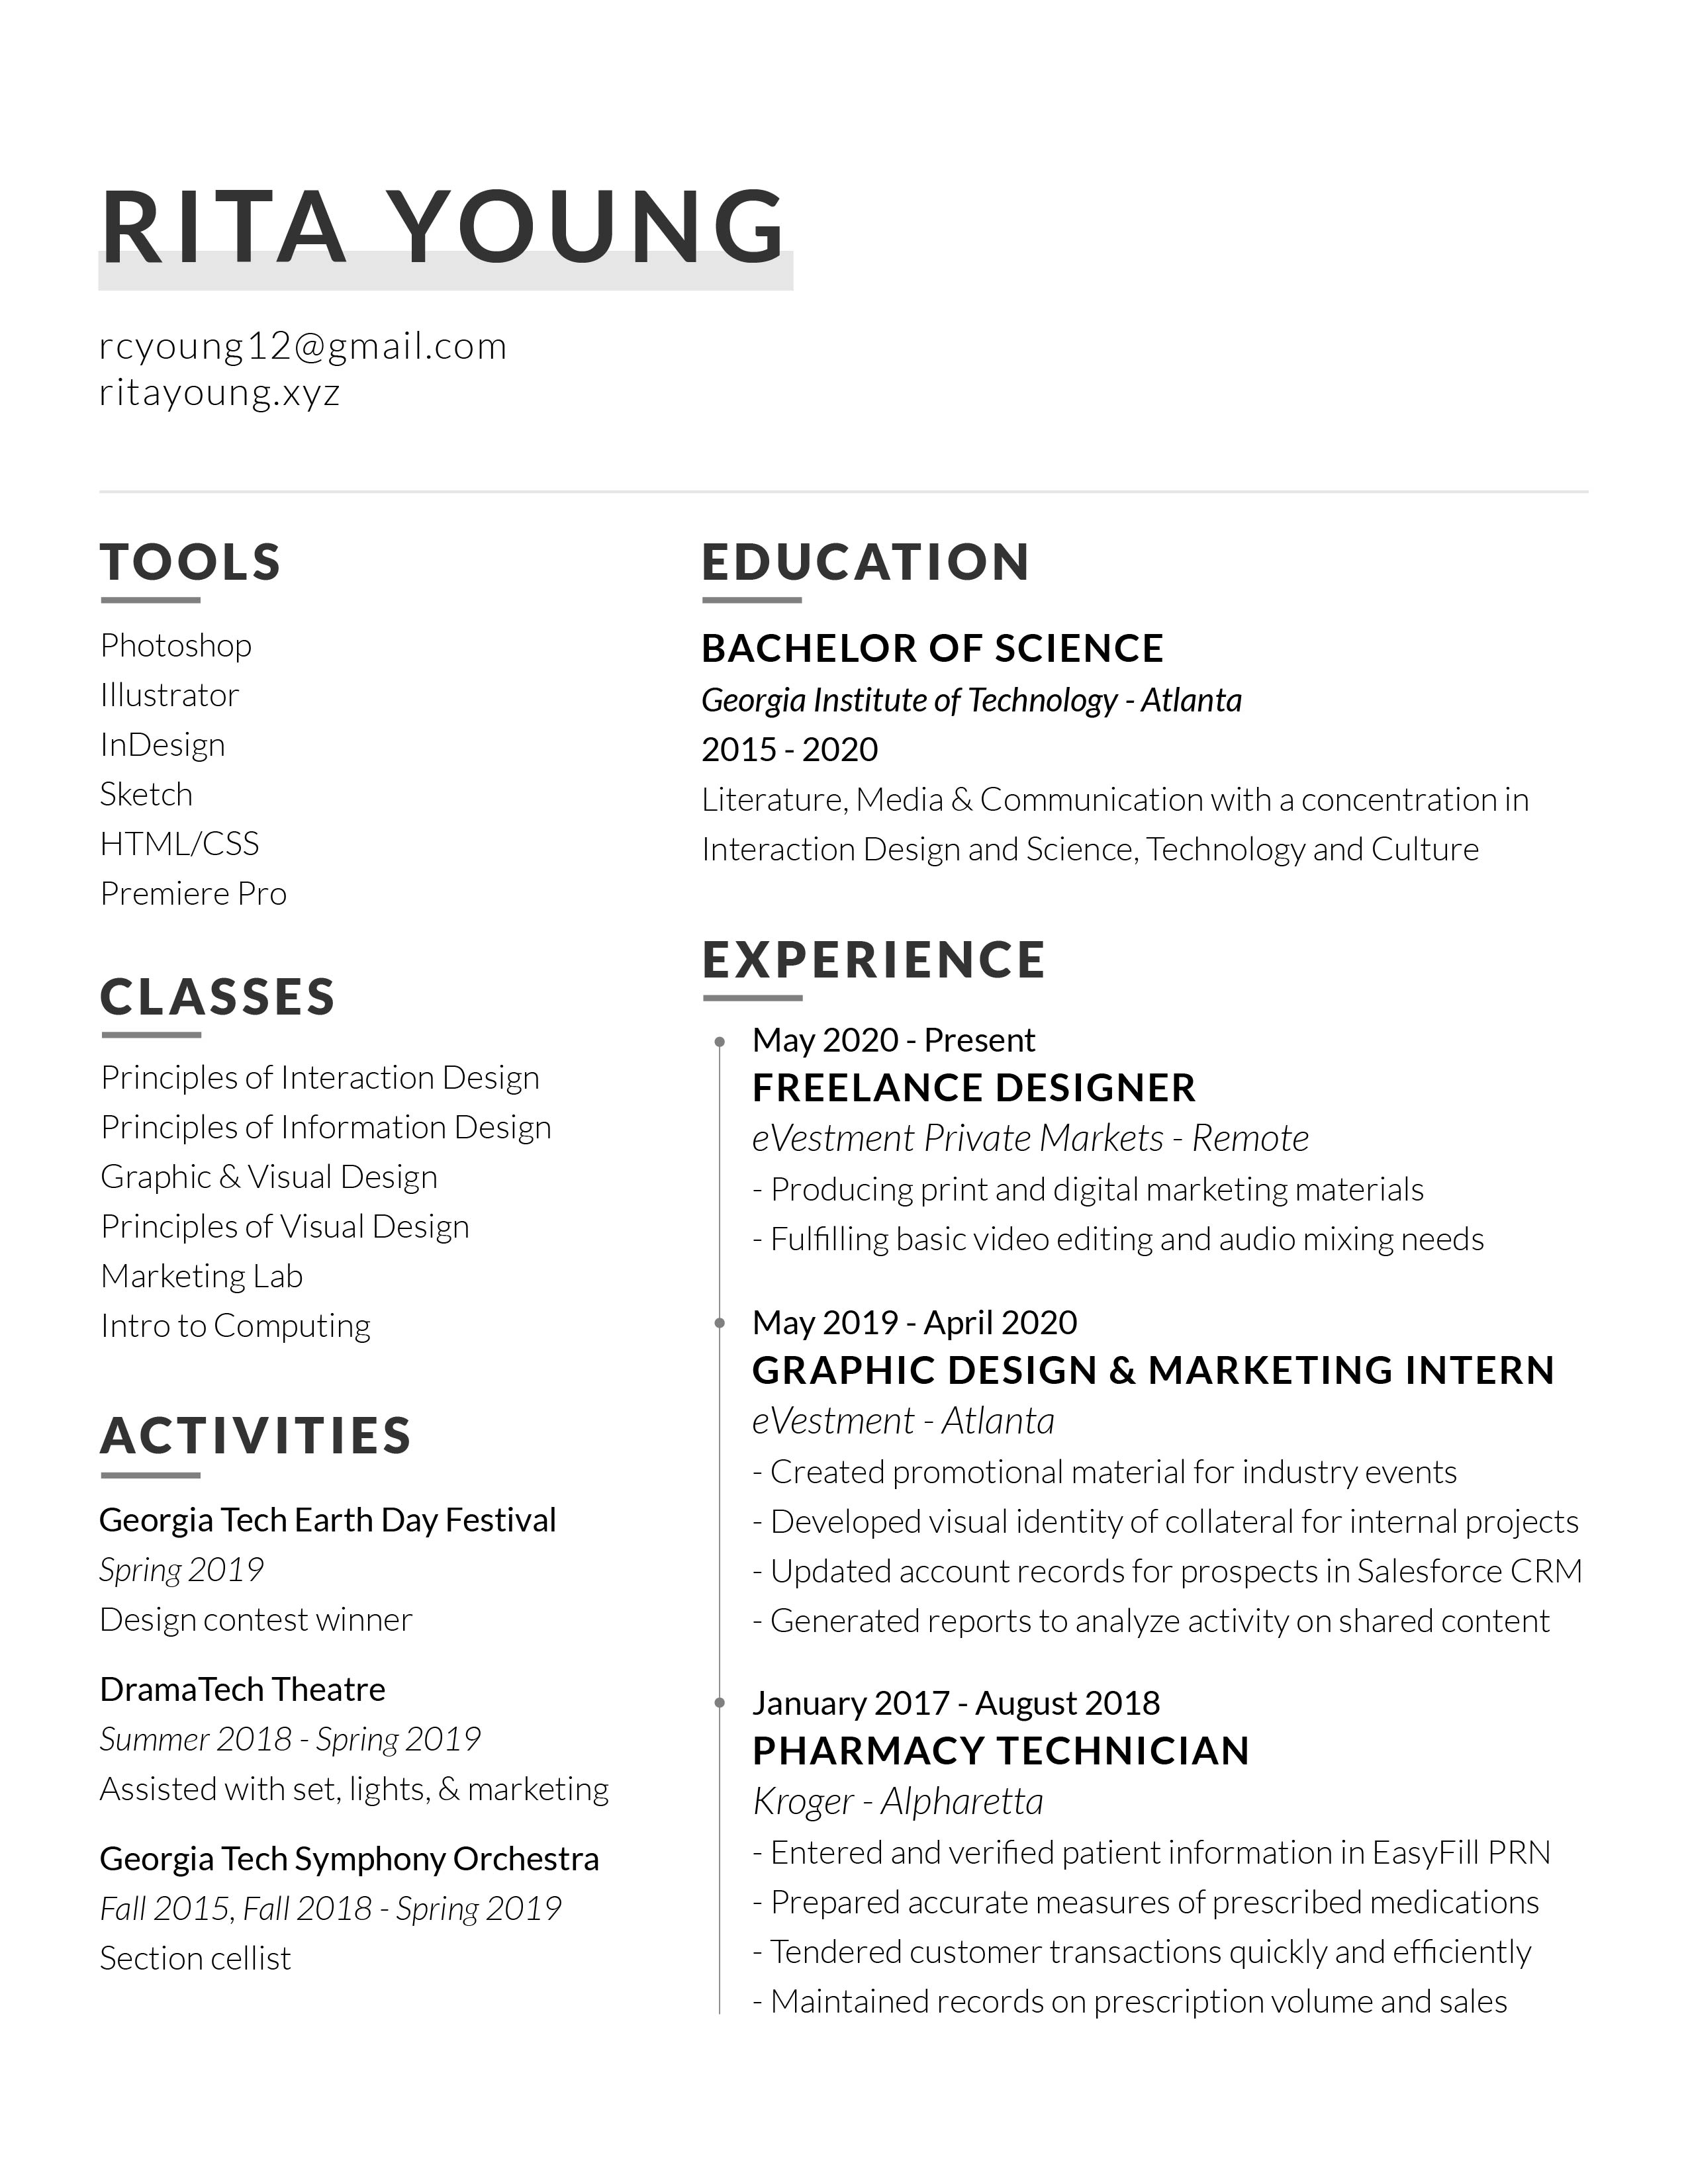 RITA YOUNG
rcyoung12@gmail.com
ritayoung.xyz
TOOLS
Photoshop
Illustrator
InDesign
Sketch
HTML/CSS
Premiere Pro
CLASSES
Principles of Interaction Design
Principles of Information Design
Graphic & Visual Design
Principles of Visual Design
Marketing Lab
Intro to Computing
ACTIVITIES
Georgia Tech Earth Day Festival
Spring 2019
Design contest winner
DramaTech Theatre
Summer 2018 - Spring 2019
Assisted with set, lights, & marketing
Georgia Tech Symphony Orchestra
Fall 2015, Fall 2018 - Spring 2019
Section cellist
EDUCATION
BACHELOR OF SCIENCE
Georgia Institute of Technology - Atlanta
2015 - 2020
Literature, Media & Communication with a concentration in
Interaction Design and Science, Technology and Culture
EXPERIENCE
May 2020 - Present
FREELANCE DESIGNER
eVestment Private Markets - Remote
- Producing print and digital marketing materials
- Fulfilling basic video editing and audio mixing needs
May 2019 - April 2020
GRAPHIC DESIGN & MARKETING INTERN
eVestment - Atlanta
- Created promotional material for industry events
- Developed visual identity of collateral for internal projects
- Updated account records for prospects in Salesforce CRM
- Generated reports to analyze activity on shared content
January 2017 - August 2018
PHARMACY TECHNICIAN
Kroger - Alpharetta
- Entered and verified patient information in EasyFill PRN
- Prepared accurate measures of prescribed medications
- Tendered customer transactions quickly and efficiently
- Maintained records on prescription volume and sales